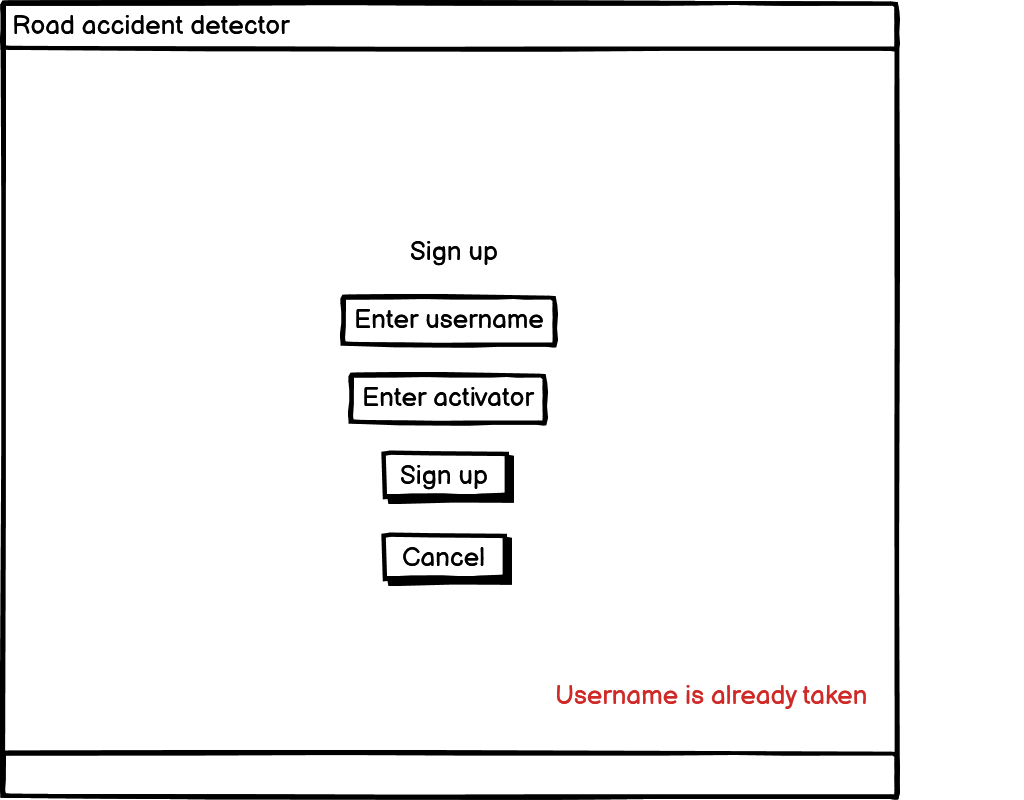 Road accident detector
Sign up
Enter username
Enter activator
Sign up
Cancel
Username is already taken